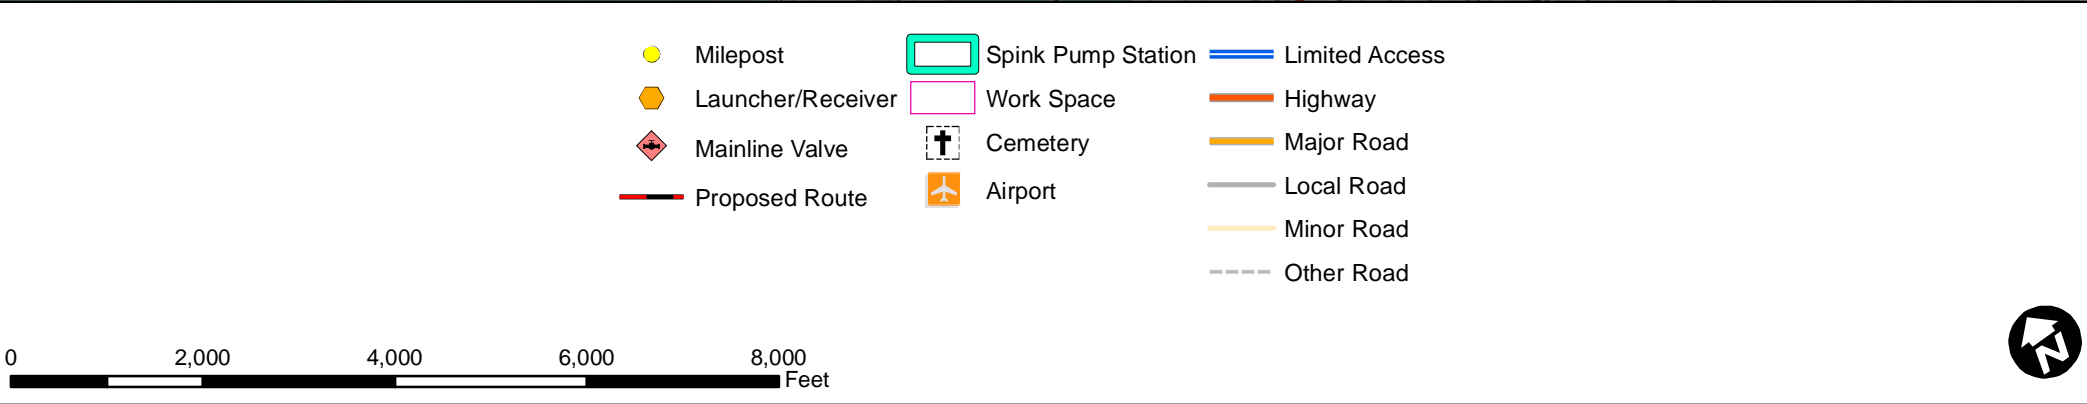 Milepost
Launcher/Receiver
Mainline Valve
Proposed Route
Spink Pump Station
Work Space
Cemetery
Airport
Limited Access
Highway
Major Road
Local Road
Minor Road
Other Road
0 2,000 4,000 6,000 8,000
Feet
N